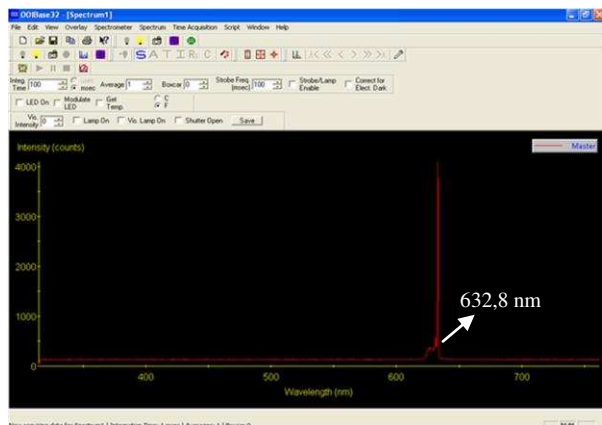 OOIBase32 - [Spectrum1]
File Edit View Overlay Spectrometer Spectrum Time Acquisition Script Window Help
S A T I R C
Integ. Time 100 msec Average 1 Boxcar 0 Strobe Freq. (msec) 100 Strobe/Lamp Enable Correct for Elect. Dark
LED On Modulate LED Get Temp. C F
Vis. Intensity 0 Lamp On Vis. Lamp On Shutter Open Save
Intensity (counts)
Master
4000
3000
2000
1000
0
632,8 nm
400 500 600 700
Wavelength (nm)